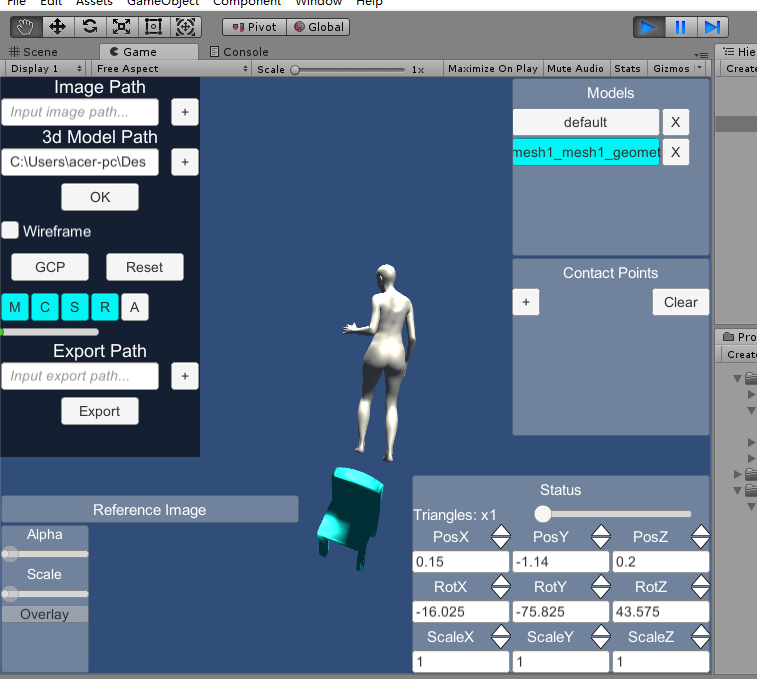 File Edit Assets GameObject Component Window Help
Pivot Global
Scene Game Console Hie
Display 1 Free Aspect Scale 1x Maximize On Play Mute Audio Stats Gizmos Create
Image Path
Input image path... +
3d Model Path
C:\Users\acer-pc\Des +
OK
Wireframe
GCP Reset
M C S R A
Export Path
Input export path... +
Export
Models
default X
mesh1_mesh1_geomet X
Contact Points
+ Clear
Pro
Create
Reference Image
Alpha
Scale
Overlay
Status
Triangles: x1
PosX PosY PosZ
0.15 -1.14 0.2
RotX RotY RotZ
-16.025 -75.825 43.575
ScaleX ScaleY ScaleZ
1 1 1